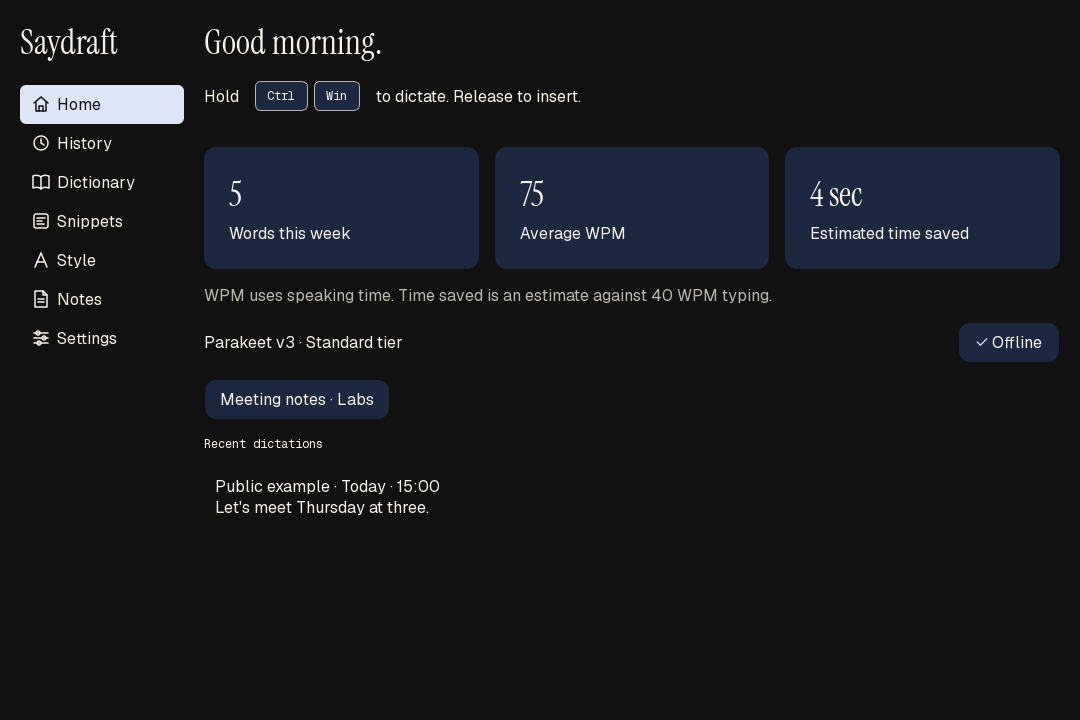 Saydraft
Home
History
Dictionary
Snippets
Style
Notes
Settings
Good morning.
Hold Ctrl Win to dictate. Release to insert.
5
Words this week
75
Average WPM
4 sec
Estimated time saved
WPM uses speaking time. Time saved is an estimate against 40 WPM typing.
Parakeet v3 · Standard tier
✓ Offline
Meeting notes · Labs
Recent dictations
Public example · Today · 15:00
Let's meet Thursday at three.